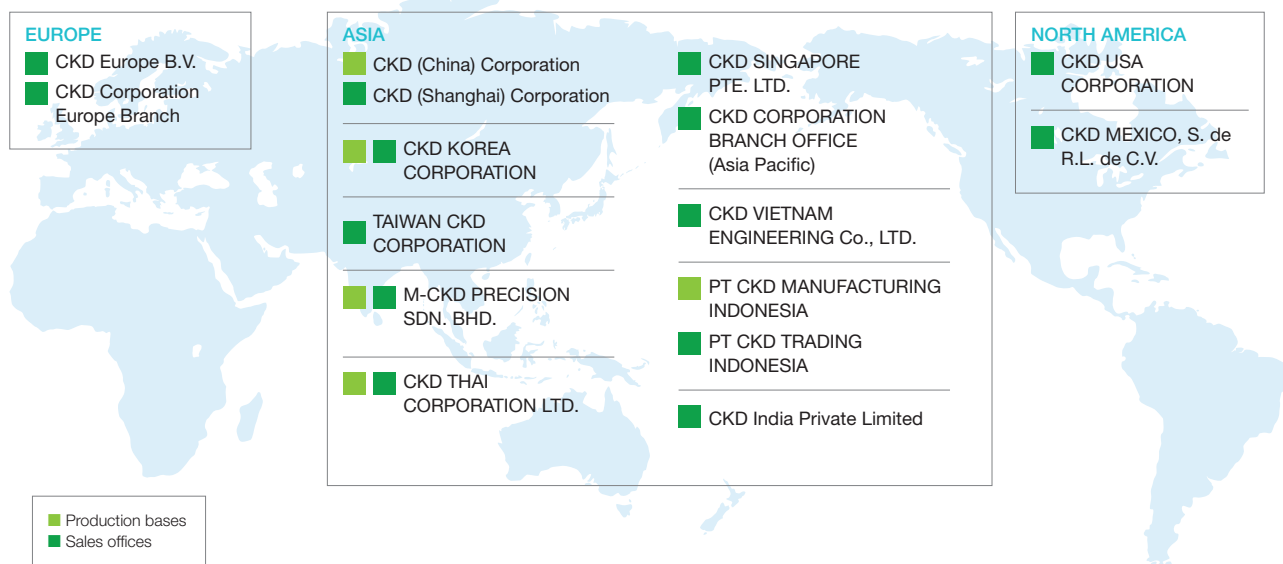 EUROPE
CKD Europe B.V.
CKD Corporation
Europe Branch
ASIA
CKD (China) Corporation
CKD (Shanghai) Corporation
CKD KOREA
CORPORATION
TAIWAN CKD
CORPORATION
M-CKD PRECISION
SDN. BHD.
CKD THAI
CORPORATION LTD.
CKD SINGAPORE
PTE. LTD.
CKD CORPORATION
BRANCH OFFICE
(Asia Pacific)
CKD VIETNAM
ENGINEERING Co., LTD.
PT CKD MANUFACTURING
INDONESIA
PT CKD TRADING
INDONESIA
CKD India Private Limited
NORTH AMERICA
CKD USA
CORPORATION
CKD MEXICO, S. de
R.L. de C.V.
Production bases
Sales offices